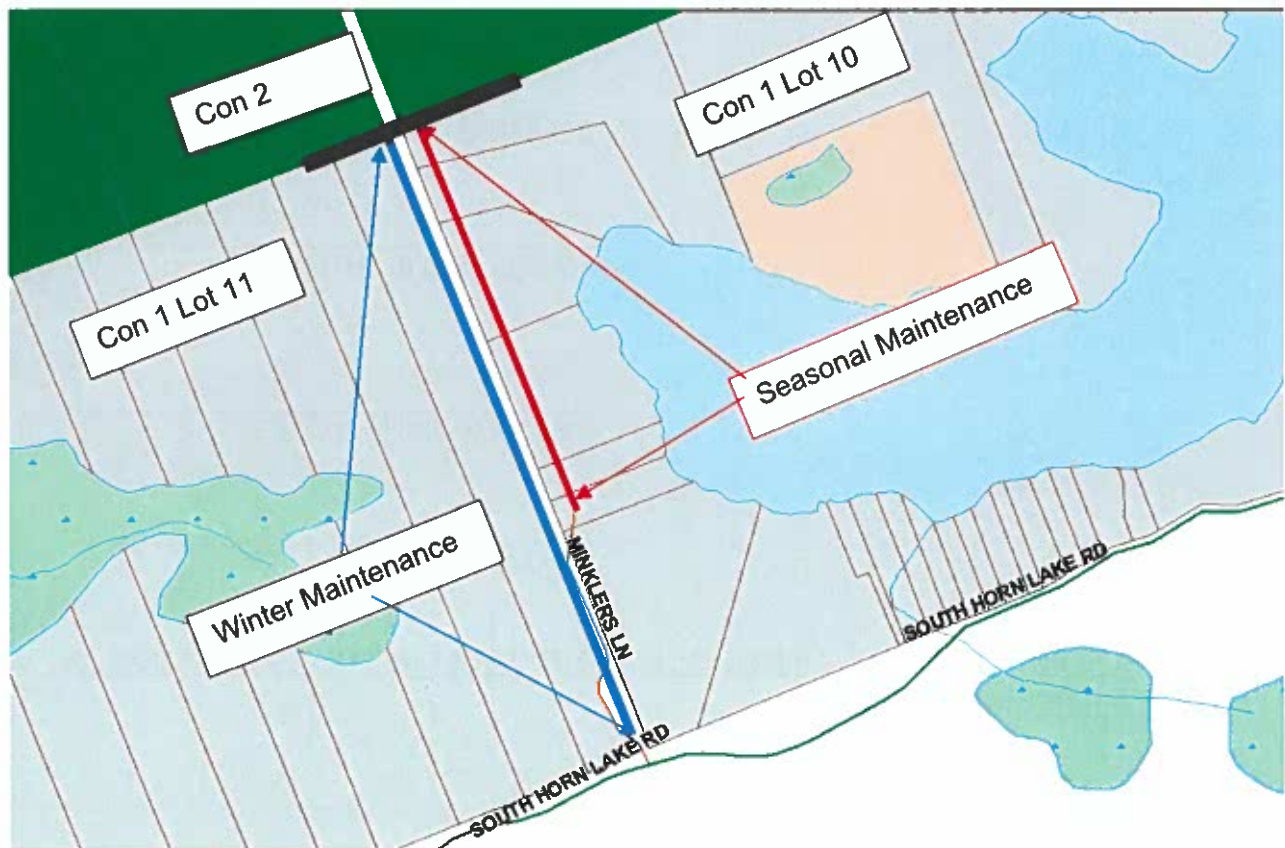 Con 2
Con 1 Lot 10
Con 1 Lot 11
Seasonal Maintenance
Winter Maintenance
MINKLERS LN
SOUTH HORN LAKE RD
SOUTH HORN LAKE RD